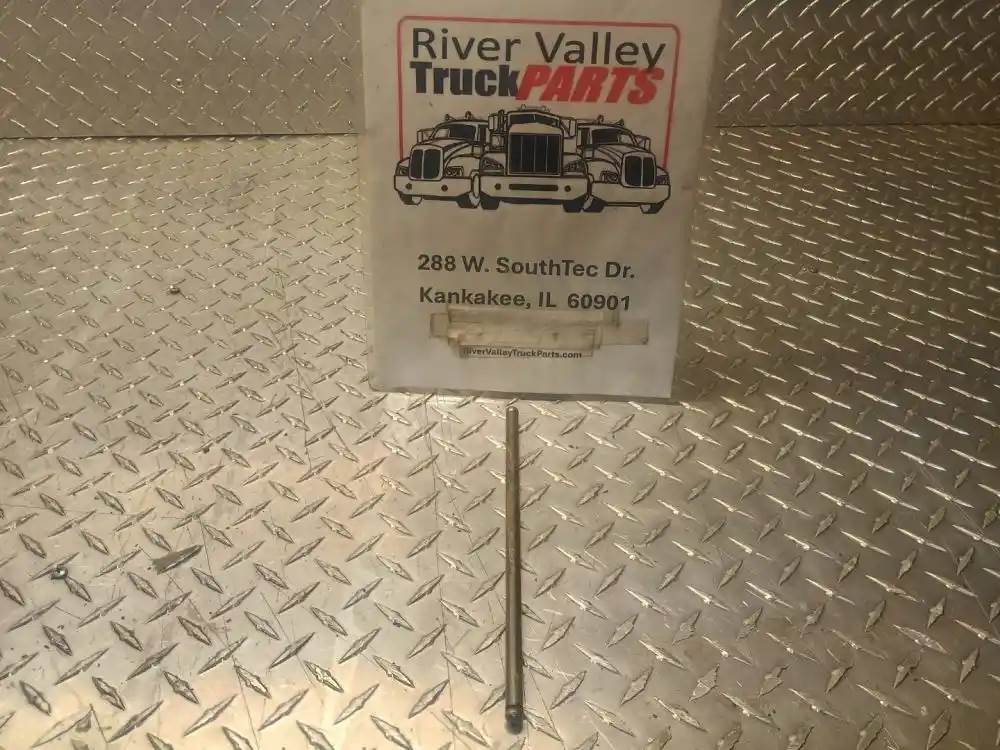 River Valley
TruckPARTS
288 W. SouthTec Dr.
Kankakee, IL 60901
RiverValleyTruckParts.com